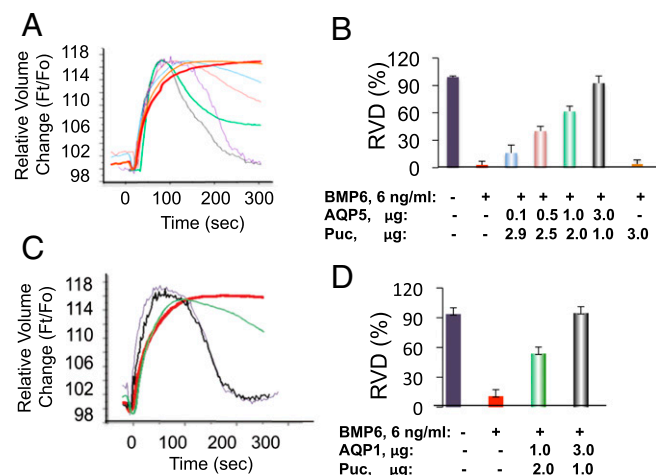 A
Relative Volume
Change (Ft/Fo)
118
114
110
106
102
98
0
100
200
300
Time (sec)
B
RVD (%)
120
90
60
30
0
BMP6, 6 ng/ml: - + + + + + +
AQP5, μg: - - 0.1 0.5 1.0 3.0 -
Puc, μg: - - 2.9 2.5 2.0 1.0 3.0
C
Relative Volume
Change (Ft/Fo)
118
114
110
106
102
98
0
100
200
300
Time (sec)
D
RVD (%)
120
90
60
30
0
BMP6, 6 ng/ml: - + + +
AQP1, μg: - - 1.0 3.0
Puc, μg: - - 2.0 1.0